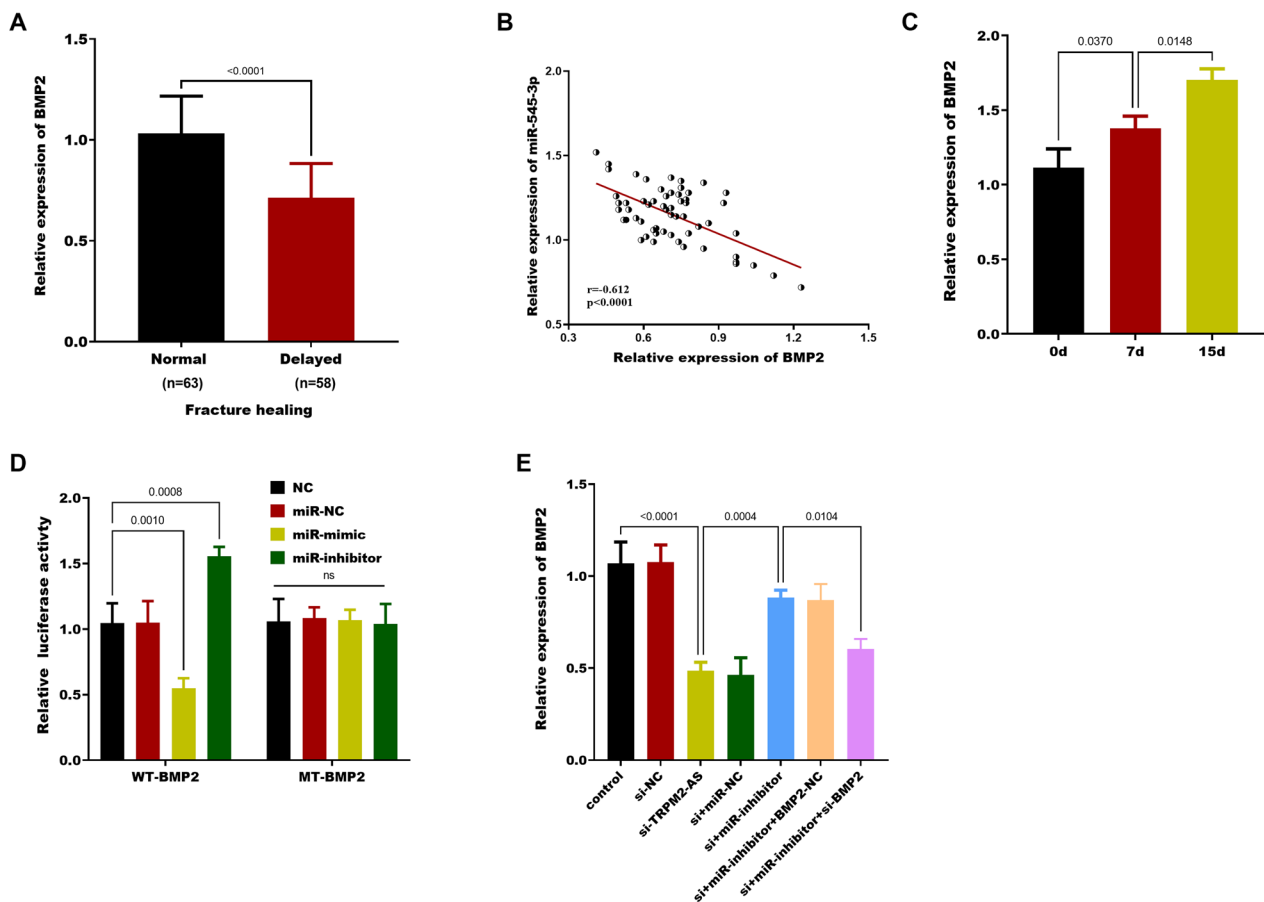 A
Relative expression of BMP2
1.5
1.0
0.5
0.0
<0.0001
Normal
Delayed
(n=63)
(n=58)
Fracture healing
B
Relative expression of miR-545-3p
2.0
1.5
1.0
0.5
r=-0.612
p<0.0001
0.3
0.6
0.9
1.2
1.5
Relative expression of BMP2
C
Relative expression of BMP2
2.0
1.5
1.0
0.5
0.0
0.0370
0.0148
0d
7d
15d
D
Relative luciferase activty
2.0
1.5
1.0
0.5
0.0
0.0008
0.0010
NC
miR-NC
miR-mimic
miR-inhibitor
ns
WT-BMP2
MT-BMP2
E
Relative expression of BMP2
1.5
1.0
0.5
0.0
<0.0001
0.0004
0.0104
control
si-NC
si-TRPM2-AS
si+miR-NC
si+miR-inhibitor
si+miR-inhibitor+BMP2-NC
si+miR-inhibitor+si-BMP2